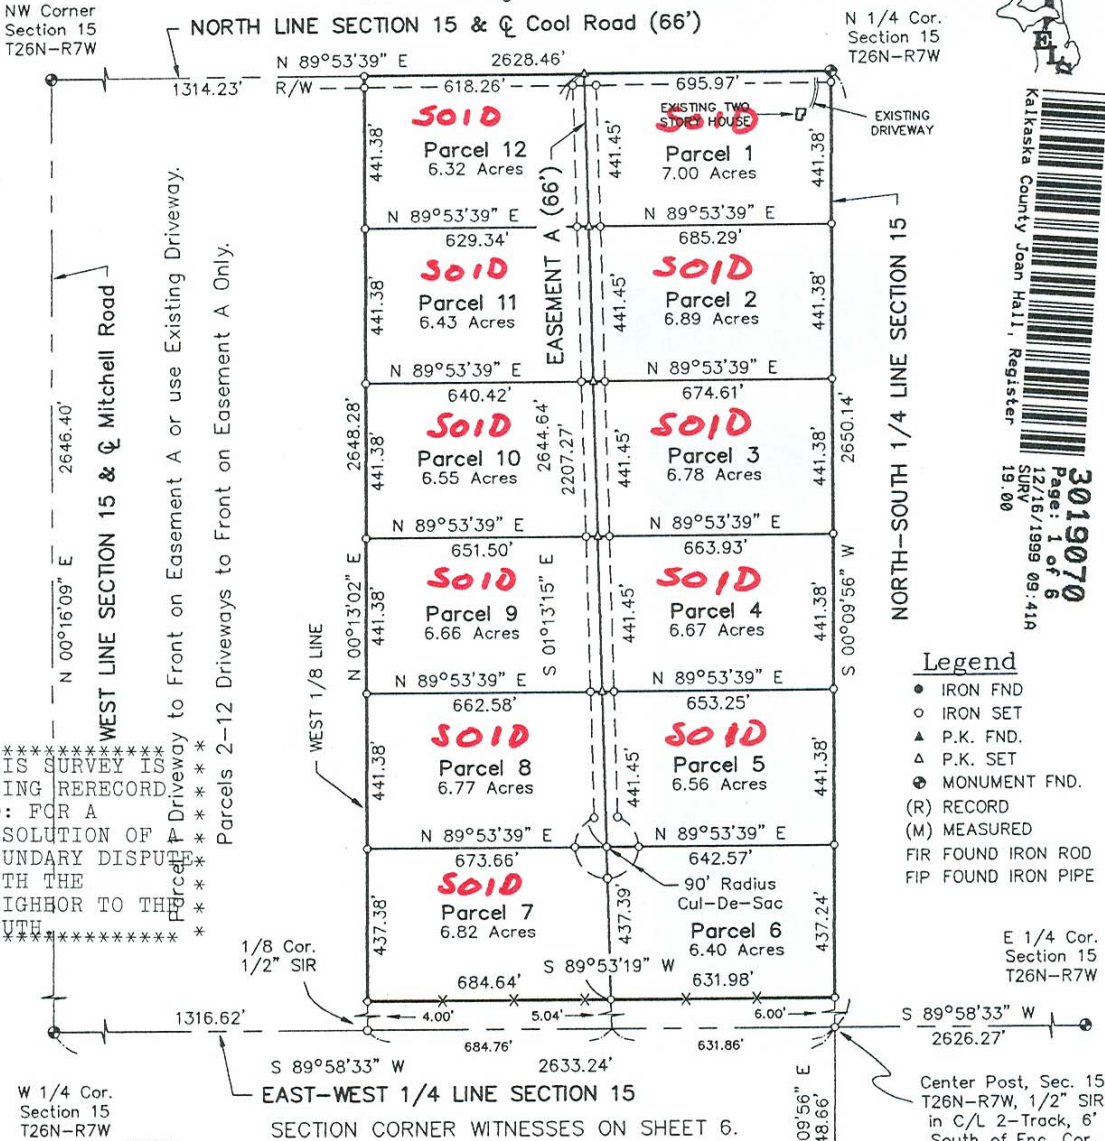 NW Corner
Section 15
T26N-R7W
NORTH LINE SECTION 15 & ℄ Cool Road (66')
N 1/4 Cor.
Section 15
T26N-R7W
N 89°53'39" E
2628.46'
1314.23'
R/W
618.26'
695.97'
SOlD
Parcel 12
6.32 Acres
EXISTING TWO
STORY HOUSE
SOlD
Parcel 1
7.00 Acres
EXISTING
DRIVEWAY
441.38'
441.45'
441.38'
N 89°53'39" E
629.34'
N 89°53'39" E
685.29'
EASEMENT A (66')
SOlD
Parcel 11
6.43 Acres
SOlD
Parcel 2
6.89 Acres
441.38'
441.45'
441.38'
N 89°53'39" E
640.42'
N 89°53'39" E
674.61'
2648.28'
2644.64'
2207.27'
2650.14'
SOlD
Parcel 10
6.55 Acres
SOlD
Parcel 3
6.78 Acres
441.38'
441.45'
441.38'
N 89°53'39" E
651.50'
N 89°53'39" E
663.93'
SOlD
Parcel 9
6.66 Acres
SOlD
Parcel 4
6.67 Acres
441.38'
441.45'
441.38'
N 00°13'02" E
S 01°13'15" E
S 00°09'56" W
N 89°53'39" E
662.58'
N 89°53'39" E
653.25'
SOlD
Parcel 8
6.77 Acres
SOlD
Parcel 5
6.56 Acres
441.38'
441.45'
441.38'
N 89°53'39" E
673.66'
N 89°53'39" E
642.57'
SOlD
Parcel 7
6.82 Acres
90' Radius
Cul-De-Sac
Parcel 6
6.40 Acres
437.38'
437.39'
437.24'
S 89°53'19" W
684.64'
631.98'
4.00'
5.04'
6.00'
1316.62'
684.76'
631.86'
S 89°58'33" W
2633.24'
S 89°58'33" W
2626.27'
EAST-WEST 1/4 LINE SECTION 15
SECTION CORNER WITNESSES ON SHEET 6.
1/8 Cor.
1/2" SIR
WEST 1/8 LINE
NORTH-SOUTH 1/4 LINE SECTION 15
2646.40'
N 00°16'09" E
WEST LINE SECTION 15 & ℄ Mitchell Road
Parcel 1 Driveway to Front on Easement A or use Existing Driveway.
Parcels 2-12 Driveways to Front on Easement A Only.
************
IS SURVEY IS *
ING RERECORD *
: FOR A *
SOLUTION OF A *
UNDARY DISPUTE *
TH THE *
IGHBOR TO THE *
UTH. *
************
W 1/4 Cor.
Section 15
T26N-R7W
Kalkaska County Joan Hall, Register
3019070
Page: 1 of 6
12/16/1999 09:41A
SURV 19.00
Legend
IRON FND
IRON SET
P.K. FND.
P.K. SET
MONUMENT FND.
(R) RECORD
(M) MEASURED
FIR FOUND IRON ROD
FIP FOUND IRON PIPE
E 1/4 Cor.
Section 15
T26N-R7W
Center Post, Sec. 15
T26N-R7W, 1/2" SIR
in C/L 2-Track, 6'
09'56" E
48.66'